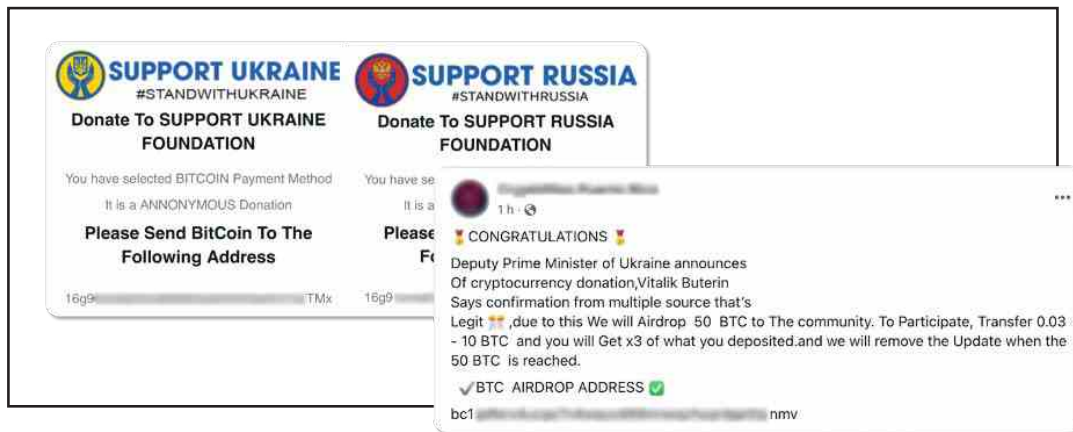 SUPPORT UKRAINE
#STANDWITHUKRAINE
Donate To SUPPORT UKRAINE
FOUNDATION
You have selected BITCOIN Payment Method
It is a ANNONYMOUS Donation
Please Send BitCoin To The
Following Address
16g9 TMx
SUPPORT RUSSIA
#STANDWITHRUSSIA
Donate To SUPPORT RUSSIA
FOUNDATION
You have se
It is a
Please
16g9
1 h
CONGRATULATIONS
Deputy Prime Minister of Ukraine announces
Of cryptocurrency donation,Vitalik Buterin
Says confirmation from multiple source that's
Legit ,due to this We will Airdrop 50 BTC to The community. To Participate, Transfer 0.03
- 10 BTC and you will Get x3 of what you deposited.and we will remove the Update when the
50 BTC is reached.
BTC AIRDROP ADDRESS
bc1 nmv